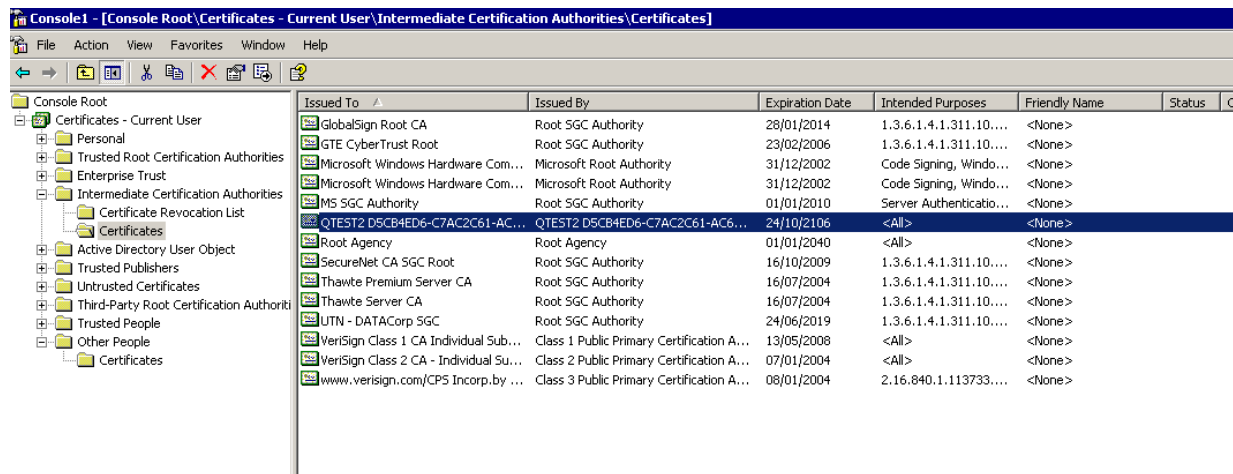 Console1 - [Console Root\Certificates - Current User\Intermediate Certification Authorities\Certificates]
File Action View Favorites Window Help
Console Root
Certificates - Current User
Personal
Trusted Root Certification Authorities
Enterprise Trust
Intermediate Certification Authorities
Certificate Revocation List
Certificates
Active Directory User Object
Trusted Publishers
Untrusted Certificates
Third-Party Root Certification Authoriti
Trusted People
Other People
Certificates
Issued To Issued By Expiration Date Intended Purposes Friendly Name Status C
GlobalSign Root CA Root SGC Authority 28/01/2014 1.3.6.1.4.1.311.10.... <None>
GTE CyberTrust Root Root SGC Authority 23/02/2006 1.3.6.1.4.1.311.10.... <None>
Microsoft Windows Hardware Com... Microsoft Root Authority 31/12/2002 Code Signing, Windo... <None>
Microsoft Windows Hardware Com... Microsoft Root Authority 31/12/2002 Code Signing, Windo... <None>
MS SGC Authority Root SGC Authority 01/01/2010 Server Authenticatio... <None>
QTEST2 D5CB4ED6-C7AC2C61-AC... QTEST2 D5CB4ED6-C7AC2C61-AC6... 24/10/2106 <All> <None>
Root Agency Root Agency 01/01/2040 <All> <None>
SecureNet CA SGC Root Root SGC Authority 16/10/2009 1.3.6.1.4.1.311.10.... <None>
Thawte Premium Server CA Root SGC Authority 16/07/2004 1.3.6.1.4.1.311.10.... <None>
Thawte Server CA Root SGC Authority 16/07/2004 1.3.6.1.4.1.311.10.... <None>
UTN - DATACorp SGC Root SGC Authority 24/06/2019 1.3.6.1.4.1.311.10.... <None>
VeriSign Class 1 CA Individual Sub... Class 1 Public Primary Certification A... 13/05/2008 <All> <None>
VeriSign Class 2 CA - Individual Su... Class 2 Public Primary Certification A... 07/01/2004 <All> <None>
www.verisign.com/CPS Incorp.by ... Class 3 Public Primary Certification A... 08/01/2004 2.16.840.1.113733.... <None>